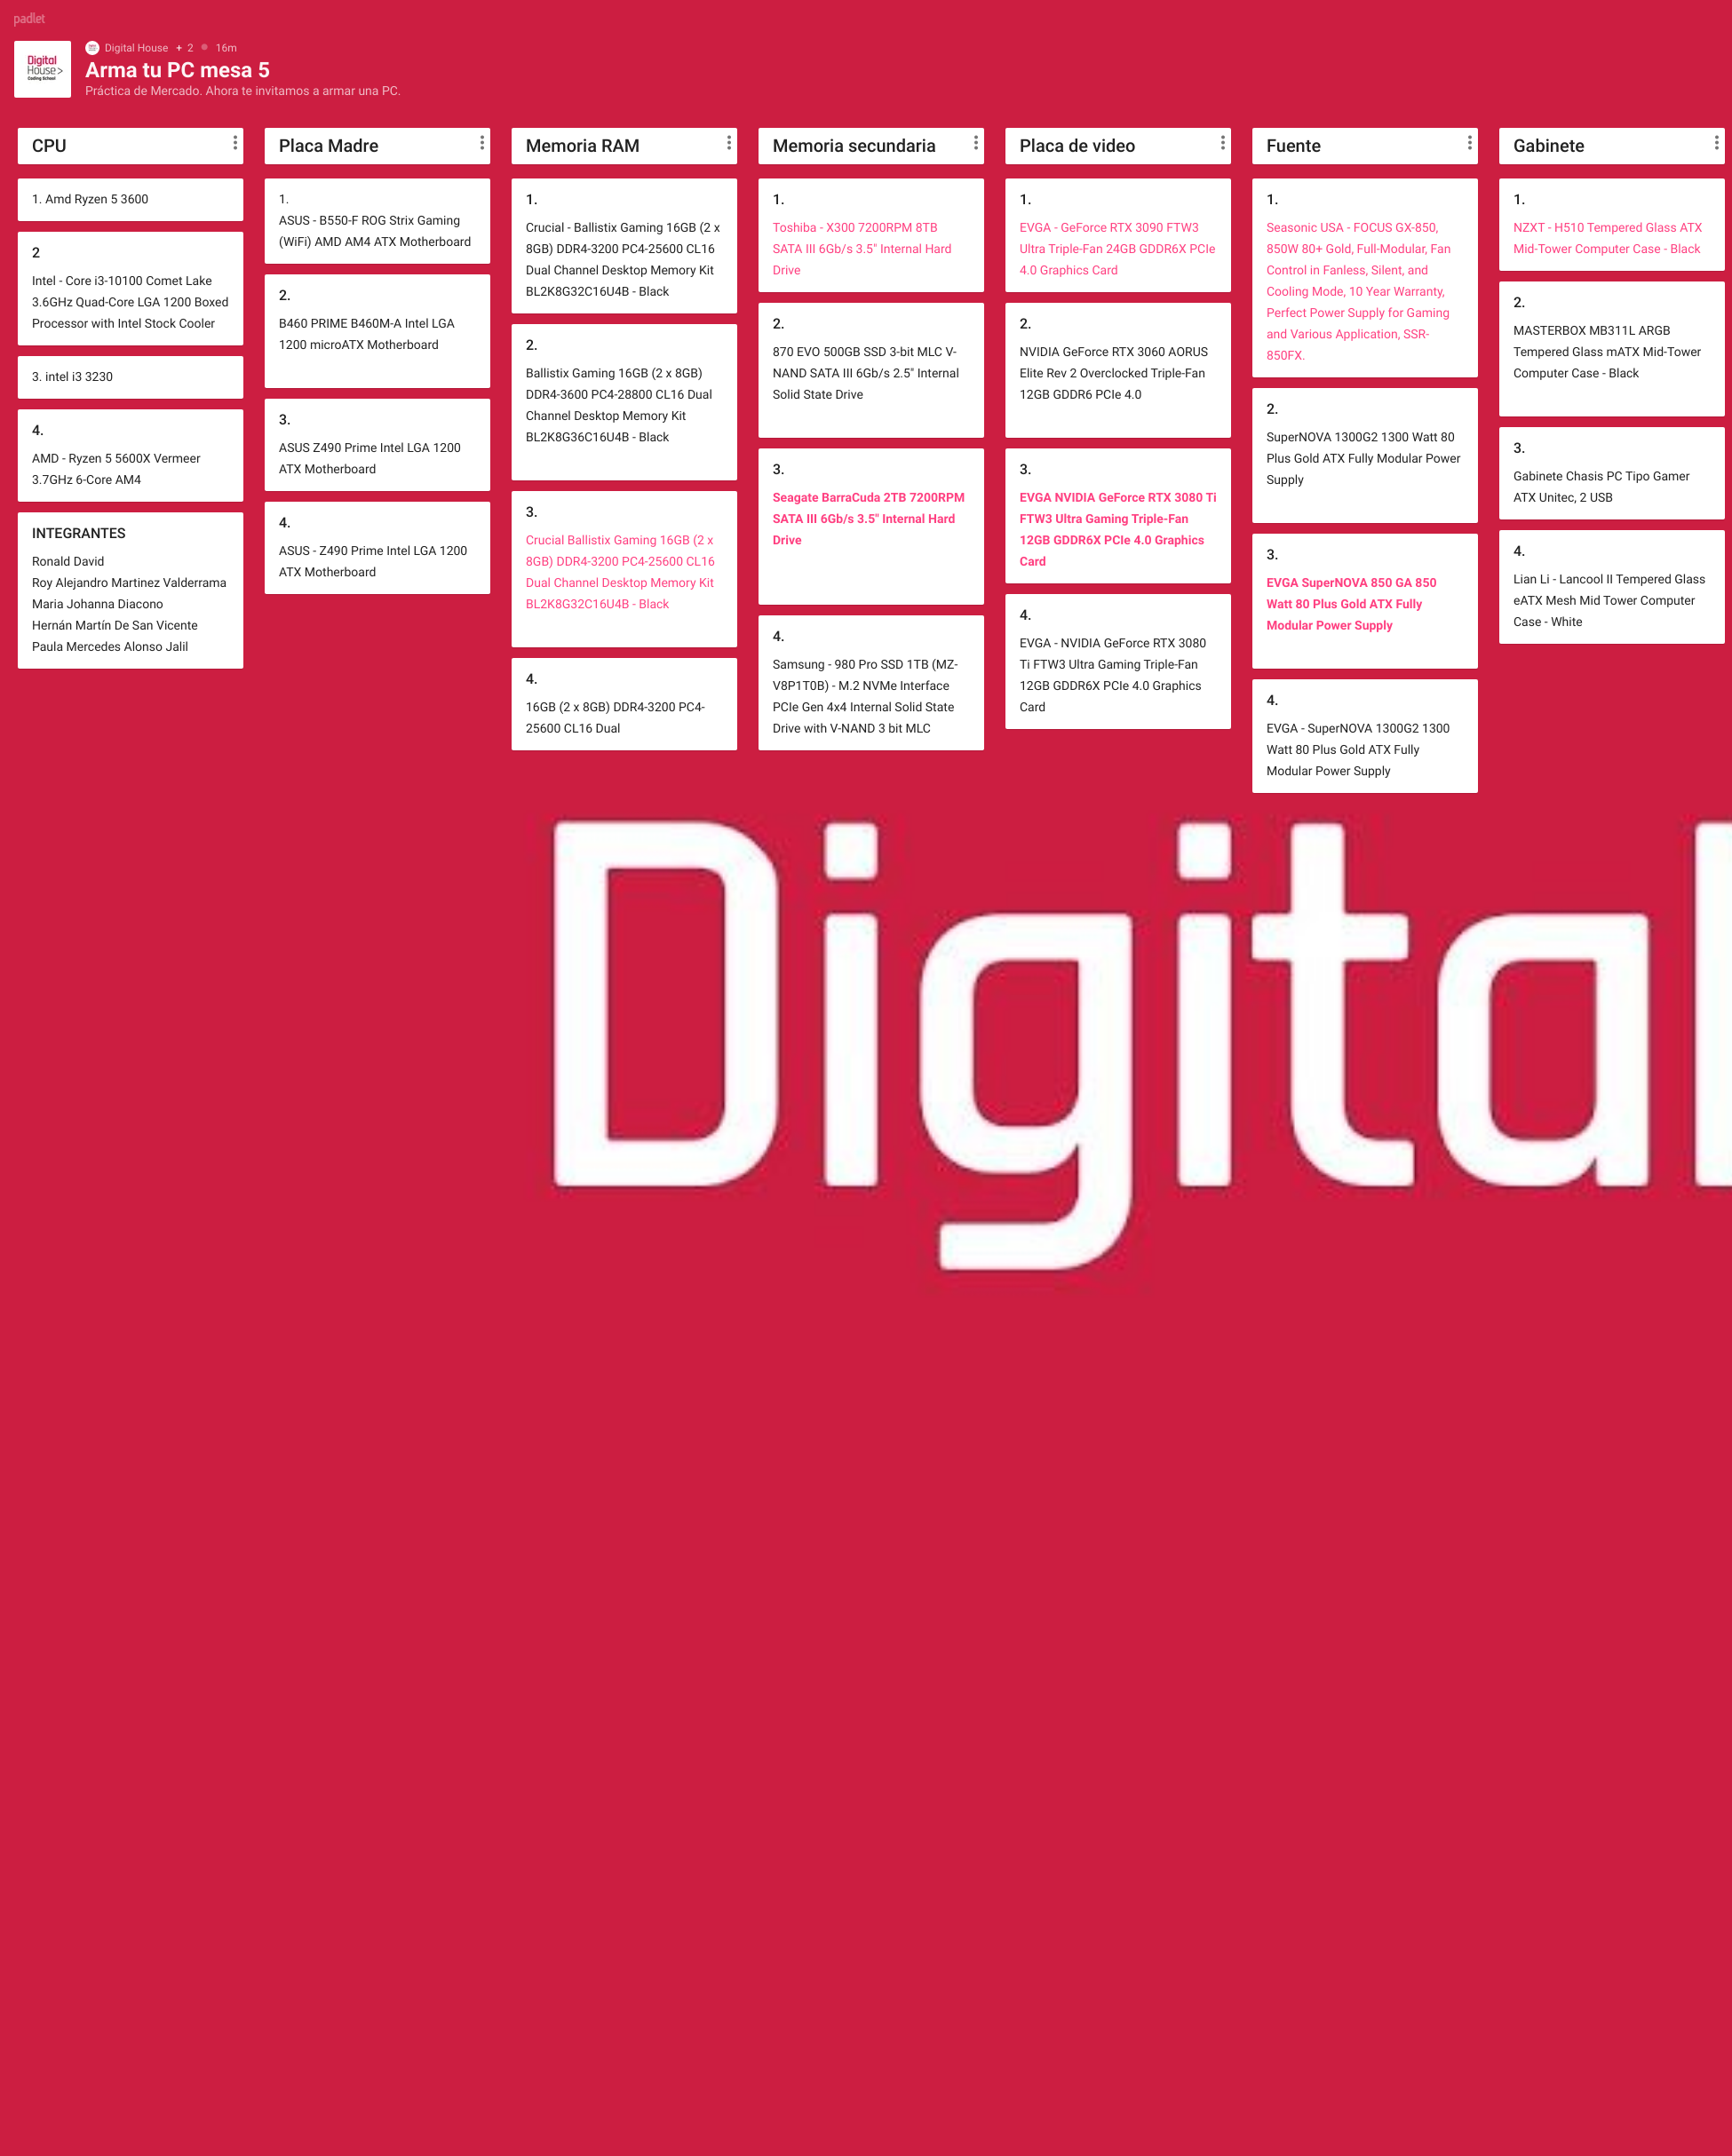 padlet
Digital
House>
Coding School
Digital House + 2 16m
Arma tu PC mesa 5
Práctica de Mercado. Ahora te invitamos a armar una PC.
CPU
1. Amd Ryzen 5 3600
2
Intel - Core i3-10100 Comet Lake
3.6GHz Quad-Core LGA 1200 Boxed
Processor with Intel Stock Cooler
3. intel i3 3230
4.
AMD - Ryzen 5 5600X Vermeer
3.7GHz 6-Core AM4
INTEGRANTES
Ronald David
Roy Alejandro Martinez Valderrama
Maria Johanna Diacono
Hernán Martín De San Vicente
Paula Mercedes Alonso Jalil
Placa Madre
1.
ASUS - B550-F ROG Strix Gaming
(WiFi) AMD AM4 ATX Motherboard
2.
B460 PRIME B460M-A Intel LGA
1200 microATX Motherboard
3.
ASUS Z490 Prime Intel LGA 1200
ATX Motherboard
4.
ASUS - Z490 Prime Intel LGA 1200
ATX Motherboard
Memoria RAM
1.
Crucial - Ballistix Gaming 16GB (2 x
8GB) DDR4-3200 PC4-25600 CL16
Dual Channel Desktop Memory Kit
BL2K8G32C16U4B - Black
2.
Ballistix Gaming 16GB (2 x 8GB)
DDR4-3600 PC4-28800 CL16 Dual
Channel Desktop Memory Kit
BL2K8G36C16U4B - Black
3.
Crucial Ballistix Gaming 16GB (2 x
8GB) DDR4-3200 PC4-25600 CL16
Dual Channel Desktop Memory Kit
BL2K8G32C16U4B - Black
4.
16GB (2 x 8GB) DDR4-3200 PC4-
25600 CL16 Dual
Memoria secundaria
1.
Toshiba - X300 7200RPM 8TB
SATA III 6Gb/s 3.5" Internal Hard
Drive
2.
870 EVO 500GB SSD 3-bit MLC V-
NAND SATA III 6Gb/s 2.5" Internal
Solid State Drive
3.
Seagate BarraCuda 2TB 7200RPM
SATA III 6Gb/s 3.5" Internal Hard
Drive
4.
Samsung - 980 Pro SSD 1TB (MZ-
V8P1T0B) - M.2 NVMe Interface
PCIe Gen 4x4 Internal Solid State
Drive with V-NAND 3 bit MLC
Placa de video
1.
EVGA - GeForce RTX 3090 FTW3
Ultra Triple-Fan 24GB GDDR6X PCIe
4.0 Graphics Card
2.
NVIDIA GeForce RTX 3060 AORUS
Elite Rev 2 Overclocked Triple-Fan
12GB GDDR6 PCIe 4.0
3.
EVGA NVIDIA GeForce RTX 3080 Ti
FTW3 Ultra Gaming Triple-Fan
12GB GDDR6X PCIe 4.0 Graphics
Card
4.
EVGA - NVIDIA GeForce RTX 3080
Ti FTW3 Ultra Gaming Triple-Fan
12GB GDDR6X PCIe 4.0 Graphics
Card
Fuente
1.
Seasonic USA - FOCUS GX-850,
850W 80+ Gold, Full-Modular, Fan
Control in Fanless, Silent, and
Cooling Mode, 10 Year Warranty,
Perfect Power Supply for Gaming
and Various Application, SSR-
850FX.
2.
SuperNOVA 1300G2 1300 Watt 80
Plus Gold ATX Fully Modular Power
Supply
3.
EVGA SuperNOVA 850 GA 850
Watt 80 Plus Gold ATX Fully
Modular Power Supply
4.
EVGA - SuperNOVA 1300G2 1300
Watt 80 Plus Gold ATX Fully
Modular Power Supply
Gabinete
1.
NZXT - H510 Tempered Glass ATX
Mid-Tower Computer Case - Black
2.
MASTERBOX MB311L ARGB
Tempered Glass mATX Mid-Tower
Computer Case - Black
3.
Gabinete Chasis PC Tipo Gamer
ATX Unitec, 2 USB
4.
Lian Li - Lancool II Tempered Glass
eATX Mesh Mid Tower Computer
Case - White
Digital